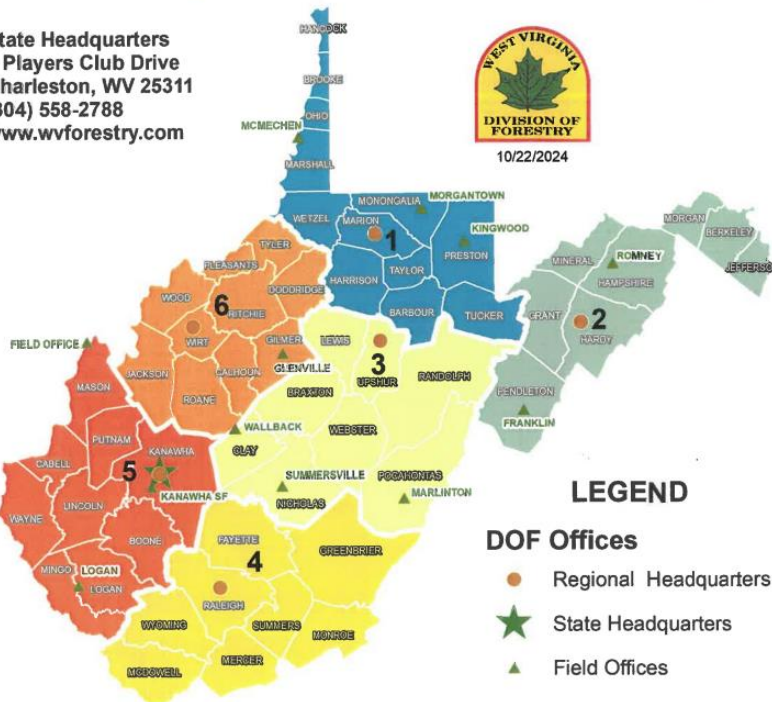 tate Headquarters
Players Club Drive
harleston, WV 25311
04) 558-2788
ww.wvforestry.com
WEST VIRGINIA
DIVISION OF
FORESTRY
10/22/2024
HANCOCK
BROOKE
OHIO
MCMECHEN
MARSHALL
WETZEL
MONONGALIA
MORGANTOWN
MARION
1
KINGWOOD
PRESTON
HARRISON
TAYLOR
BARBOUR
TUCKER
MORGAN
BERKELEY
JEFFERSO
MINERAL
ROMNEY
HAMPSHIRE
GRANT
2
HARDY
PENDLETON
FRANKLIN
TYLER
PLEASANTS
DODDRIDGE
WOOD
6
RITCHIE
WIRT
GILMER
GLENVILLE
JACKSON
CALHOUN
ROANE
LEWIS
3
UPSHUR
RANDOLPH
BRAXTON
WALLBACK
WEBSTER
CLAY
SUMMERSVILLE
NICHOLAS
POCAHONTAS
MARLINTON
FIELD OFFICE
MASON
PUTNAM
KANAWHA
CABELL
5
KANAWHA SF
LINCOLN
WAYNE
BOONE
MINGO
LOGAN
LOGAN
FAYETTE
4
GREENBRIER
RALEIGH
WYOMING
SUMMERS
MONROE
MCDOWELL
MERCER
LEGEND
DOF Offices
Regional Headquarters
State Headquarters
Field Offices